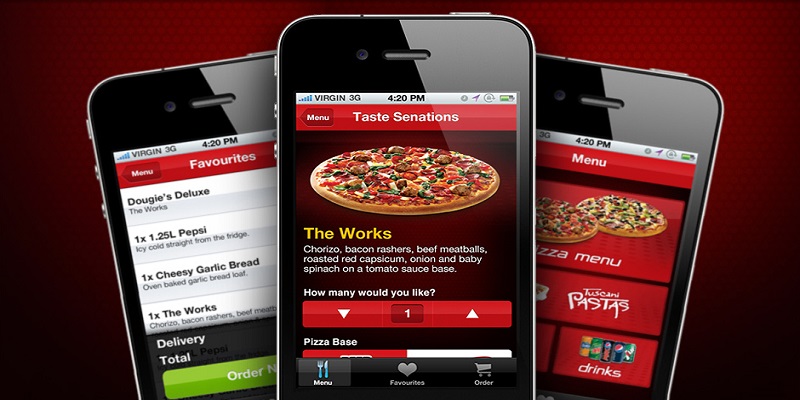 VIRGIN 3G 4:20 PM
Menu
Favourites
Dougie's Deluxe
The Works
1x 1.25L Pepsi
Icy cold straight from the fridge.
1x Cheesy Garlic Bread
Oven baked garlic bread loaf.
1x The Works
Chorizo, bacon rashers, beef meatb
Delivery
Total
Order N
VIRGIN 3G 4:20 PM
Menu
Taste Senations
The Works
Chorizo, bacon rashers, beef meatballs,
roasted red capsicum, onion and baby
spinach on a tomato sauce base.
How many would you like?
1
Pizza Base
Menu
Favourites
Order
4:20 PM
Menu
izza menu
Tuscani
PASTAS
drinks